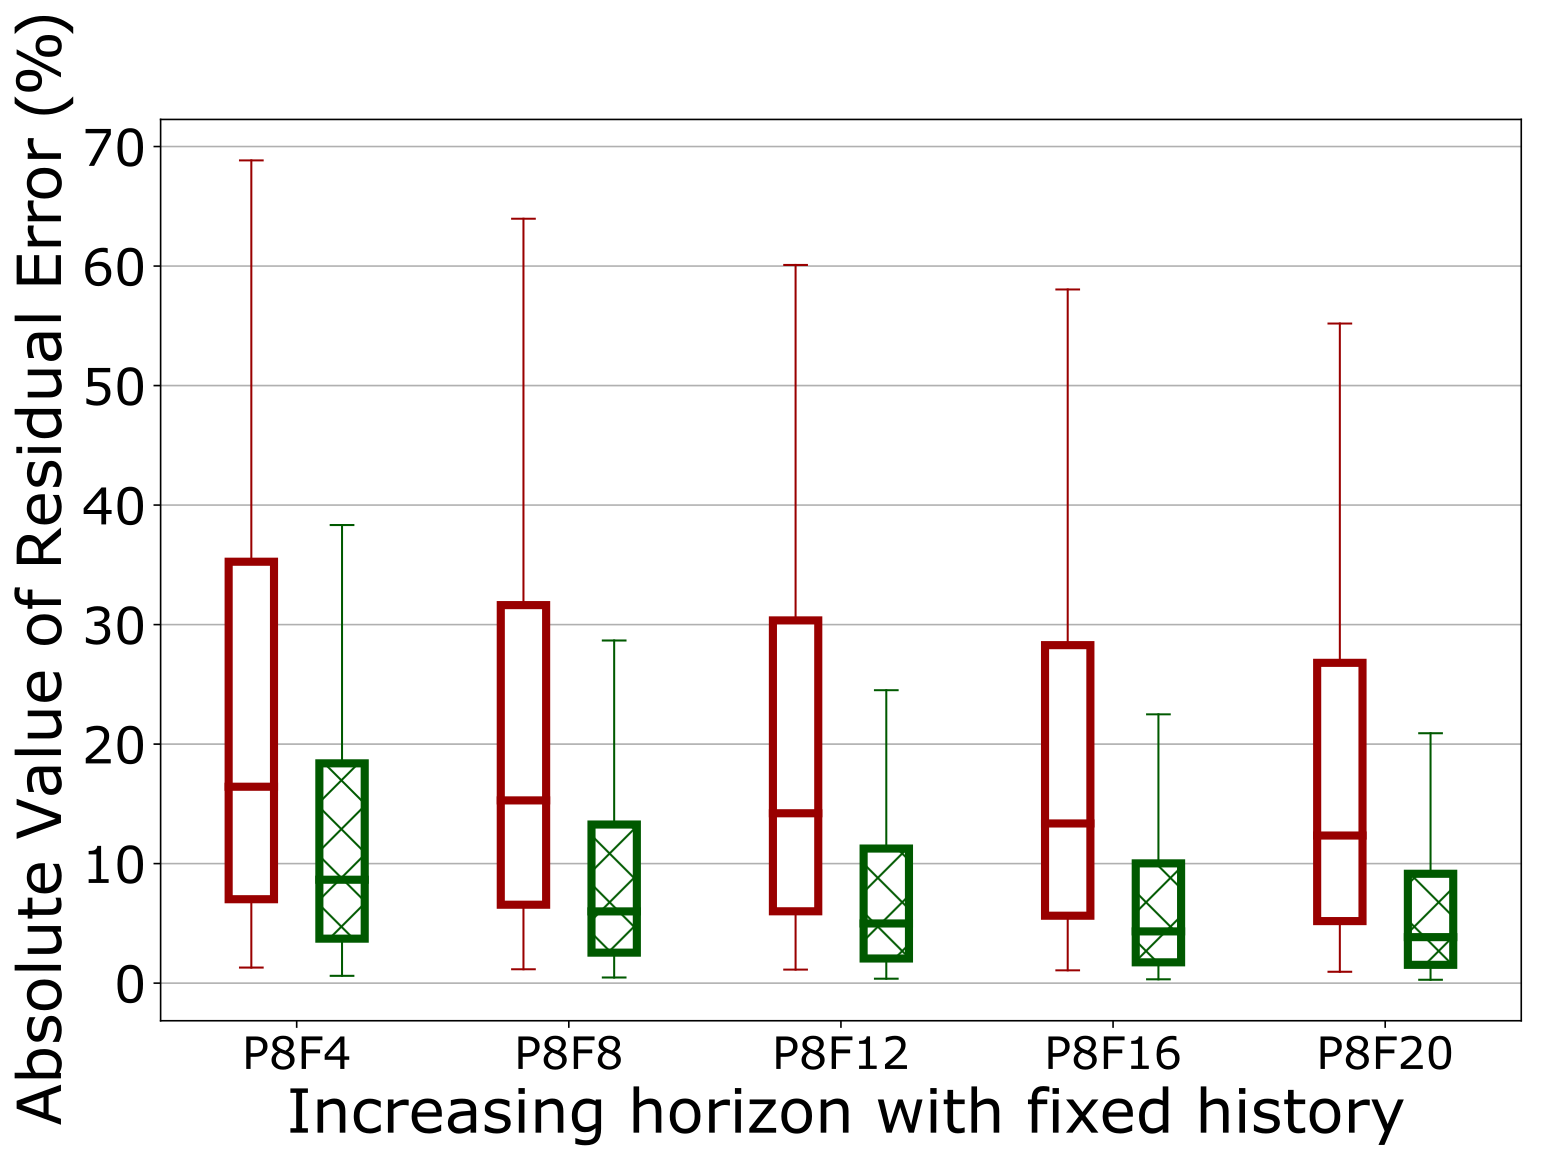 Absolute Value of Residual Error (%)
70
60
50
40
30
20
10
0
P8F4 P8F8 P8F12 P8F16 P8F20
Increasing horizon with fixed history